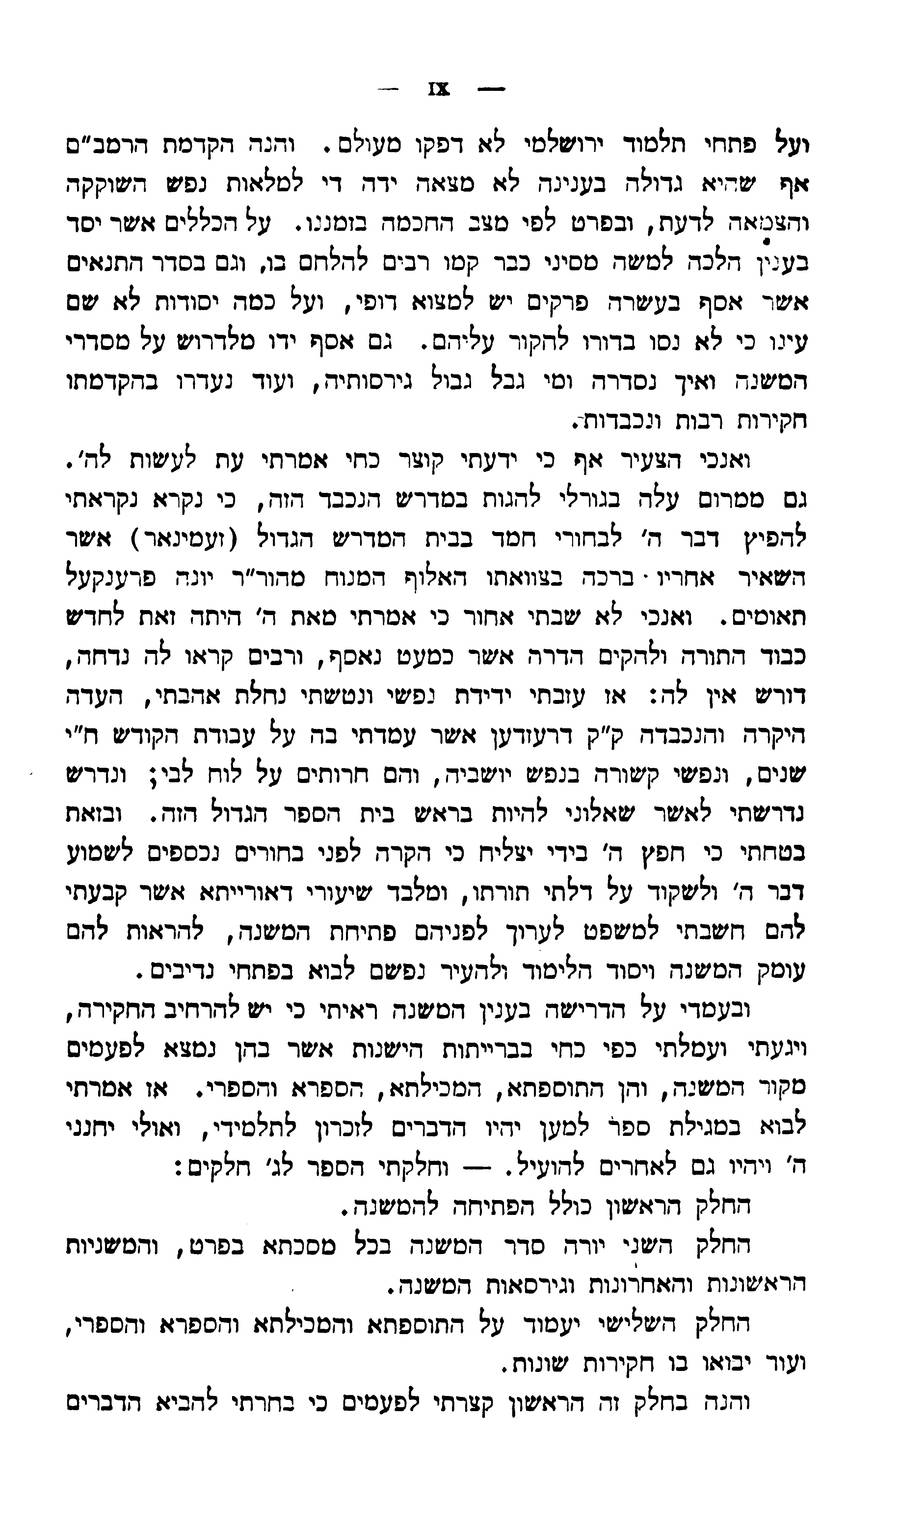 — IX —
ועל פתחי תלמוד ירושלמי לא דפקו מעולם. והנה הקדמת הרמב"ם
אף שהיא גדולה בענינה לא מצאה ידה די למלאות נפש השוקקה
והצמאה לדעת, ובפרט לפי מצב החכמה בזמננו. על הכללים אשר יסד
בענין הלכה למשה מסיני כבר קמו רבים להלחם בו, וגם בסדר התנאים
אשר אסף בעשרה פרקים יש למצוא דופי, ועל כמה יסודות לא שם
עינו כי לא נסו בדורו לחקור עליהם. גם אסף ידו מלדרוש על מסדרי
המשנה ואיך נסדרה ומי גבל גבול גירסותיה, ועוד נעדרו בהקדמתו
חקירות רבות ונכבדות.
ואנכי הצעיר אף כי ידעתי קוצר כחי אמרתי עת לעשות לה'.
גם ממרום עלה בגורלי להגות במדרש הנכבד הזה, כי נקרא נקראתי
להפיץ דבר ה' לבחורי חמד בבית המדרש הגדול (זעמינאר) אשר
השאיר אחריו ברכה בצוואתו האלוף המנוח מהור"ר יונה פרענקעל
תאומים. ואנכי לא שבתי אחור כי אמרתי מאת ה' היתה זאת לחדש
כבוד התורה ולהקים הדרה אשר כמעט נאסף, ורבים קראו לה נדחה,
דורש אין לה: אז עזבתי ידידת נפשי ונטשתי נחלת אהבתי, העדה
היקרה והנכבדה ק"ק דרעזדען אשר עמדתי בה על עבודת הקודש ח"י
שנים, ונפשי קשורה בנפש יושביה, והם חרותים על לוח לבי; ונדרש
נדרשתי לאשר שאלוני להיות בראש בית הספר הגדול הזה. ובזאת
בטחתי כי חפץ ה' בידי יצליח כי הקרה לפני בחורים נכספים לשמוע
דבר ה' ולשקוד על דלתי תורתו, ומלבד שיעורי דאורייתא אשר קבעתי
להם חשבתי למשפט לערוך לפניהם פתיחת המשנה, להראות להם
עומק המשנה ויסוד הלימוד ולהעיר נפשם לבוא בפתחי נדיבים.
ובעמדי על הדרישה בענין המשנה ראיתי כי יש להרחיב החקירה,
ויגעתי ועמלתי כפי כחי בברייתות הישנות אשר בהן נמצא לפעמים
מקור המשנה, והן התוספתא, המכילתא, הספרא והספרי. אז אמרתי
לבוא במגילת ספר למען יהיו הדברים לזכרון לתלמידי, ואולי יחנני
ה' ויהיו גם לאחרים להועיל. — וחלקתי הספר לג' חלקים:
החלק הראשון כולל הפתיחה להמשנה.
החלק השני יורה סדר המשנה בכל מסכתא בפרט, והמשניות
הראשונות והאחרונות וגירסאות המשנה.
החלק השלישי יעמוד על התוספתא והמכילתא והספרא והספרי,
ועוד יבואו בו חקירות שונות.
והנה בחלק זה הראשון קצרתי לפעמים כי בחרתי להביא הדברים